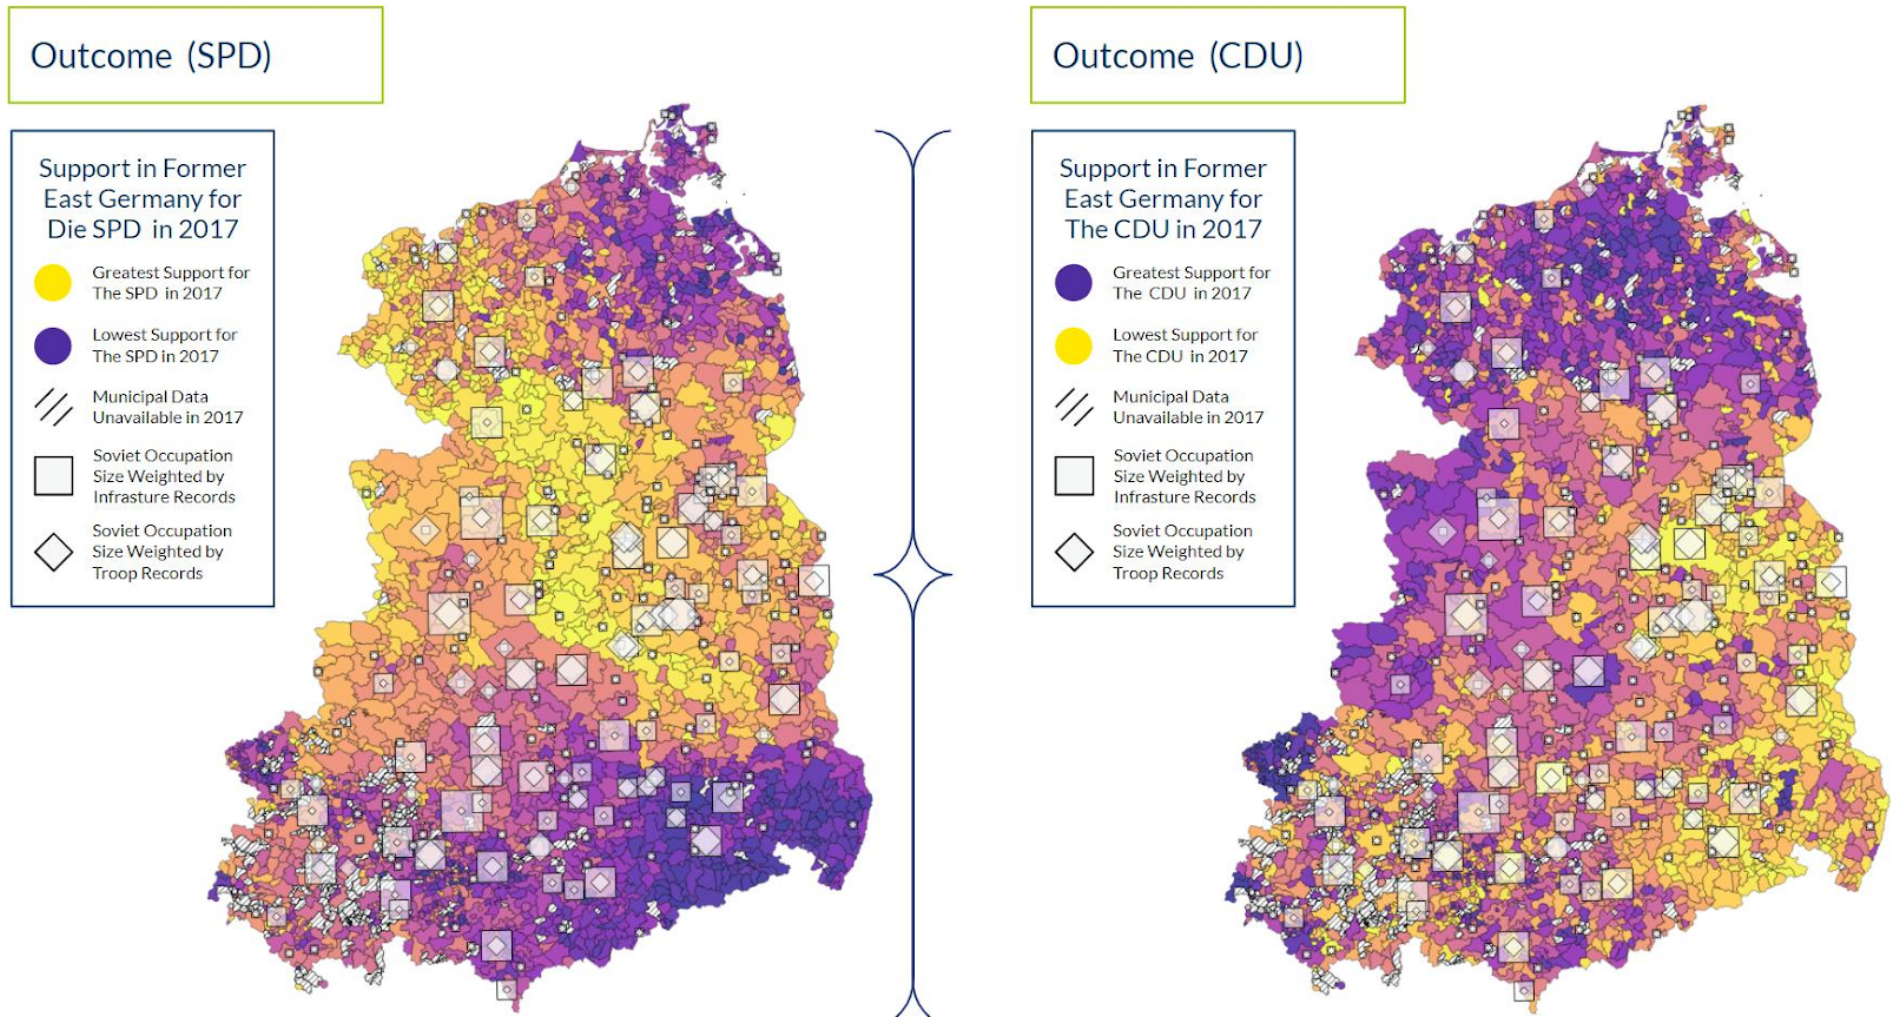 Outcome (SPD)
Support in Former
East Germany for
Die SPD in 2017
Greatest Support for
The SPD in 2017
Lowest Support for
The SPD in 2017
Municipal Data
Unavailable in 2017
Soviet Occupation
Size Weighted by
Infrasture Records
Soviet Occupation
Size Weighted by
Troop Records
Outcome (CDU)
Support in Former
East Germany for
The CDU in 2017
Greatest Support for
The CDU in 2017
Lowest Support for
The CDU in 2017
Municipal Data
Unavailable in 2017
Soviet Occupation
Size Weighted by
Infrasture Records
Soviet Occupation
Size Weighted by
Troop Records